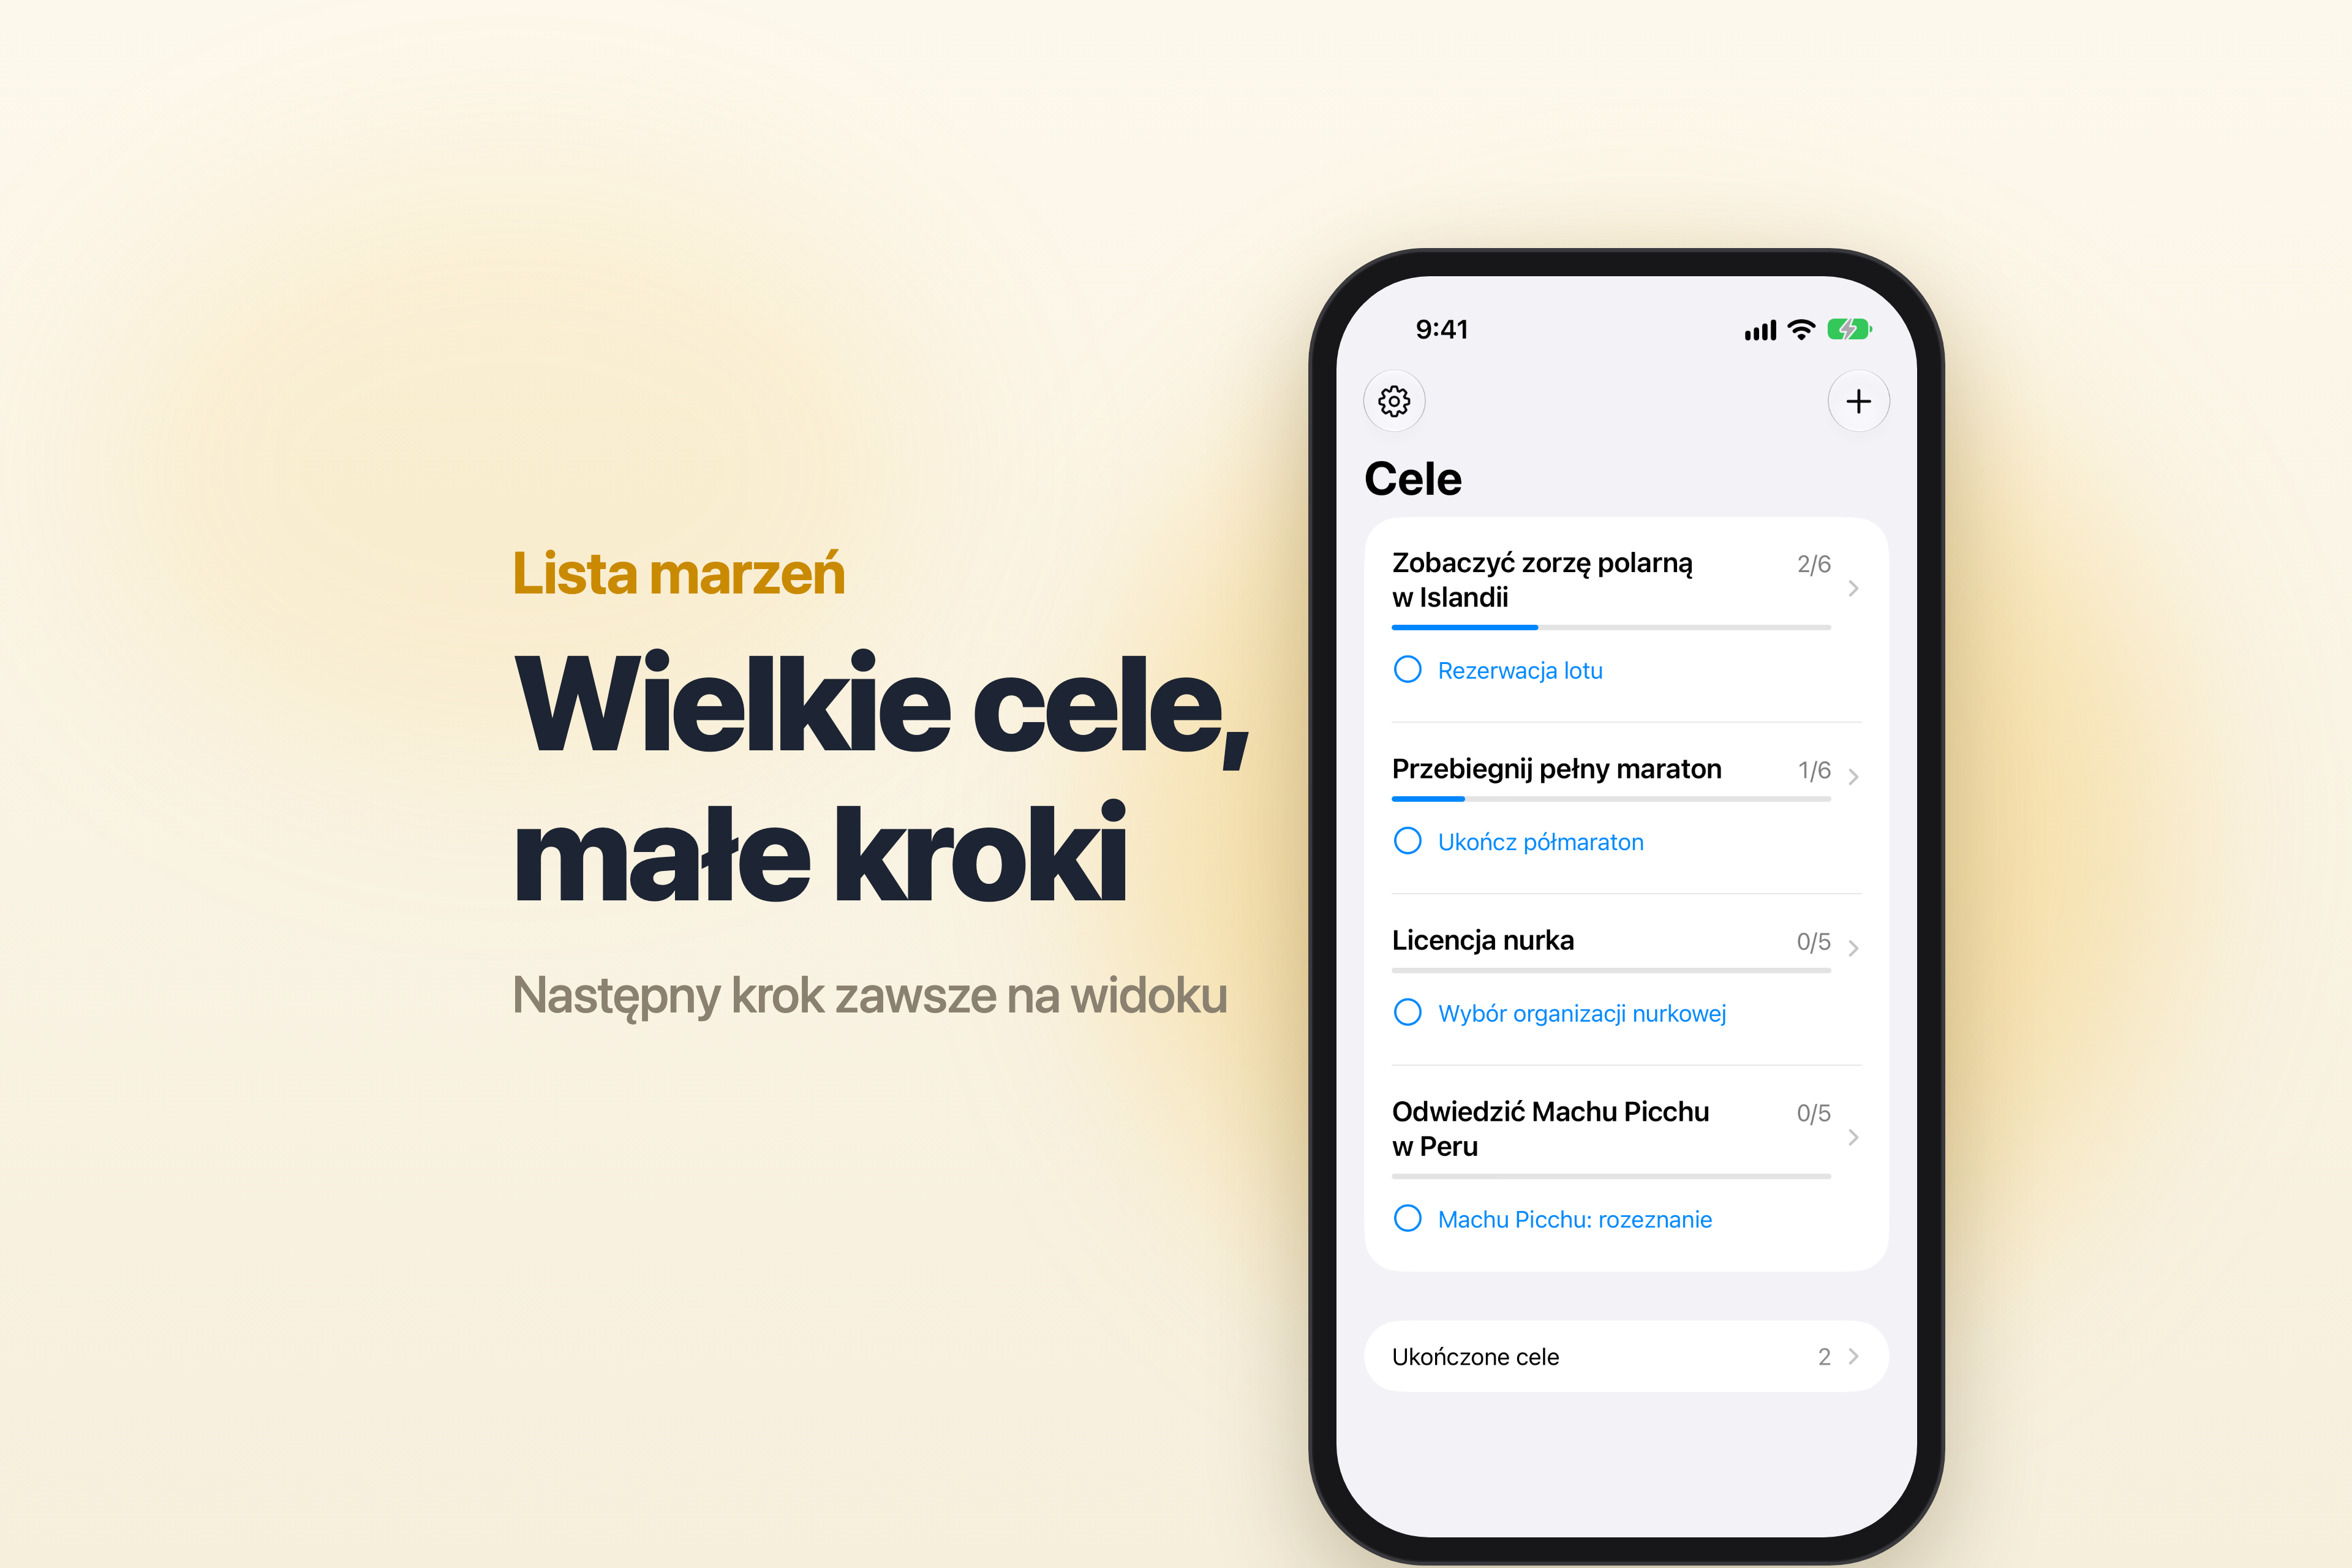 Lista marzeń
Wielkie cele,
małe kroki
Następny krok zawsze na widoku
9:41
Cele
Zobaczyć zorzę polarną
w Islandii
2/6
Rezerwacja lotu
Przebiegnij pełny maraton
1/6
Ukończ półmaraton
Licencja nurka
0/5
Wybór organizacji nurkowej
Odwiedzić Machu Picchu
w Peru
0/5
Machu Picchu: rozeznanie
Ukończone cele
2